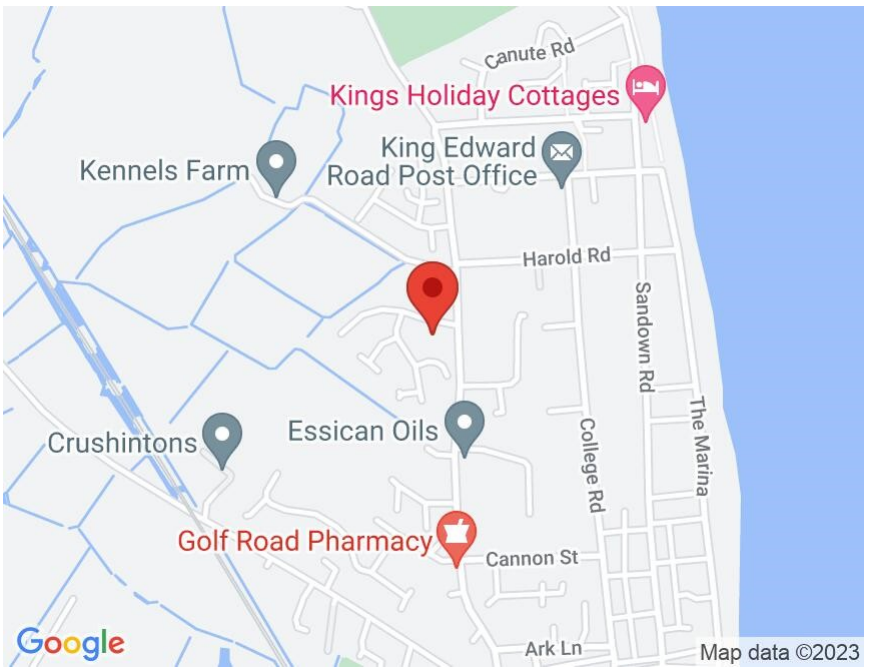 Canute Rd
Kings Holiday Cottages
King Edward
Road Post Office
Kennels Farm
Harold Rd
Sandown Rd
The Marina
Essican Oils
Crushintons
College Rd
Golf Road Pharmacy
Cannon St
Ark Ln
Google
Map data ©2023